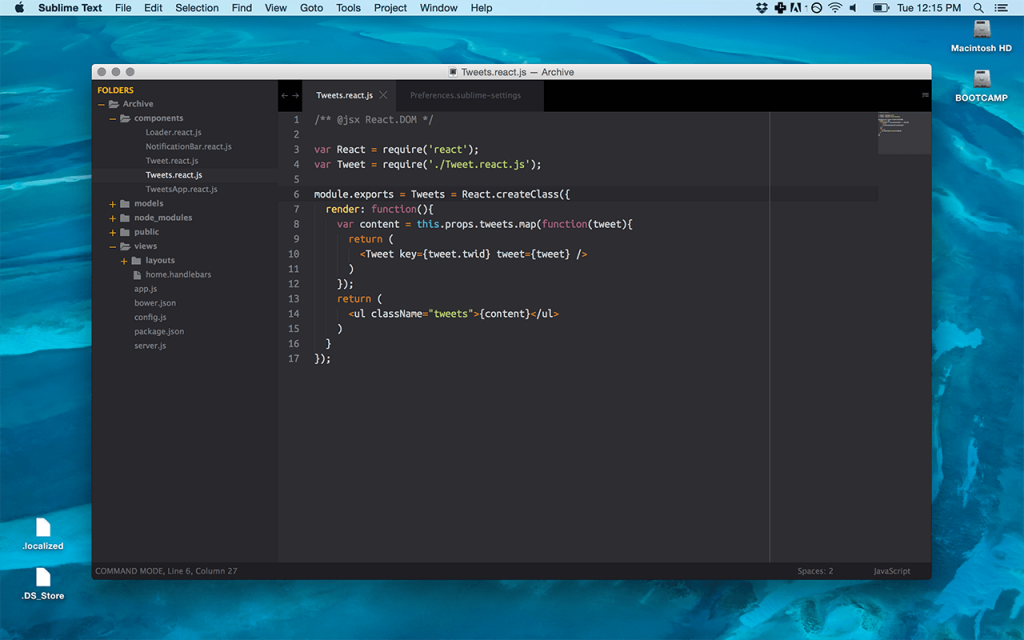 Sublime Text File Edit Selection Find View Goto Tools Project Window Help Tue 12:15 PM
Macintosh HD
BOOTCAMP
Tweets.react.js — Archive
FOLDERS
Archive
components
Loader.react.js
NotificationBar.react.js
Tweet.react.js
Tweets.react.js
TweetsApp.react.js
models
node_modules
public
views
layouts
home.handlebars
app.js
bower.json
config.js
package.json
server.js
Tweets.react.js Preferences.sublime-settings
1 /** @jsx React.DOM */
2
3 var React = require('react');
4 var Tweet = require('./Tweet.react.js');
5
6 module.exports = Tweets = React.createClass({
7 render: function(){
8 var content = this.props.tweets.map(function(tweet){
9 return (
10 <Tweet key={tweet.twid} tweet={tweet} />
11 )
12 });
13 return (
14 <ul className="tweets">{content}</ul>
15 )
16 }
17 });
COMMAND MODE, Line 6, Column 27 Spaces: 2 JavaScript
.localized
.DS_Store